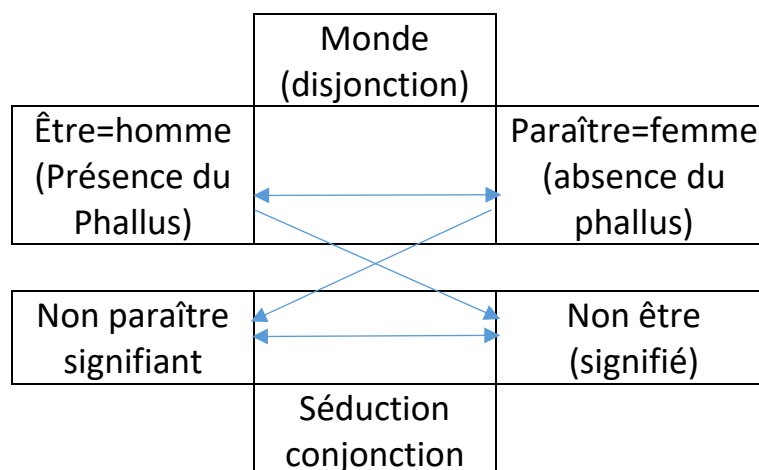 Monde
(disjonction)
Être=homme
(Présence du
Phallus)
Paraître=femme
(absence du
phallus)
Non paraître
signifiant
Non être
(signifié)
Séduction
conjonction